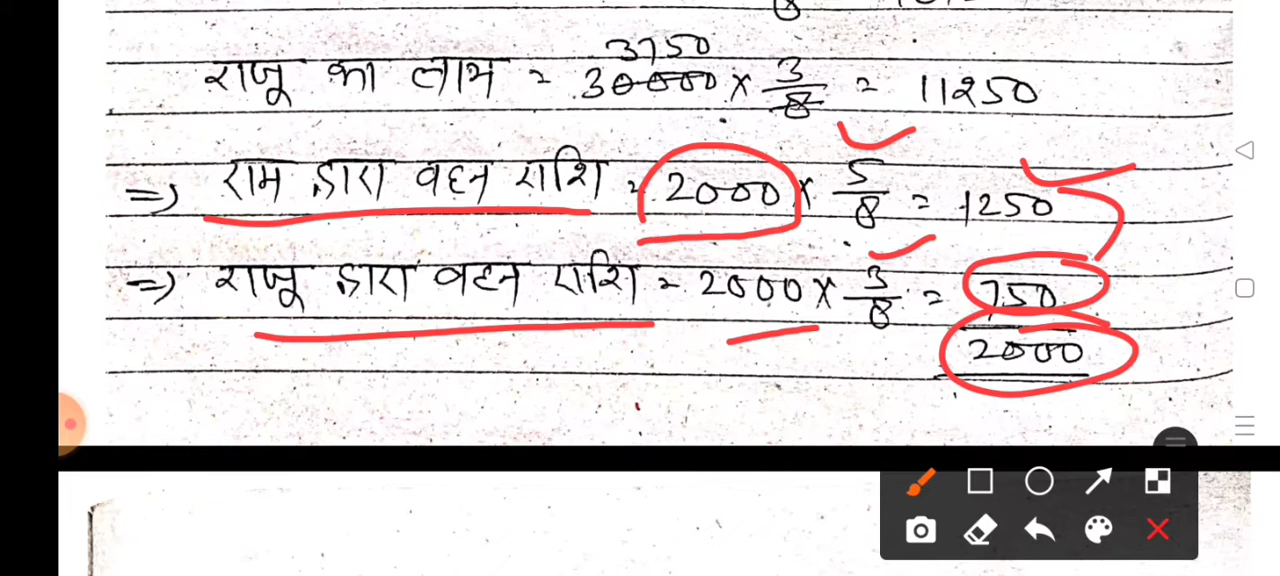 3750
राजू का लाभ = 30000 × 3/8 = 11250
=) राम द्वारा वहन राशि = 2000 × 5/8 = 1250
=) राजू द्वारा वहन राशि = 2000 × 3/8 = 750
2000